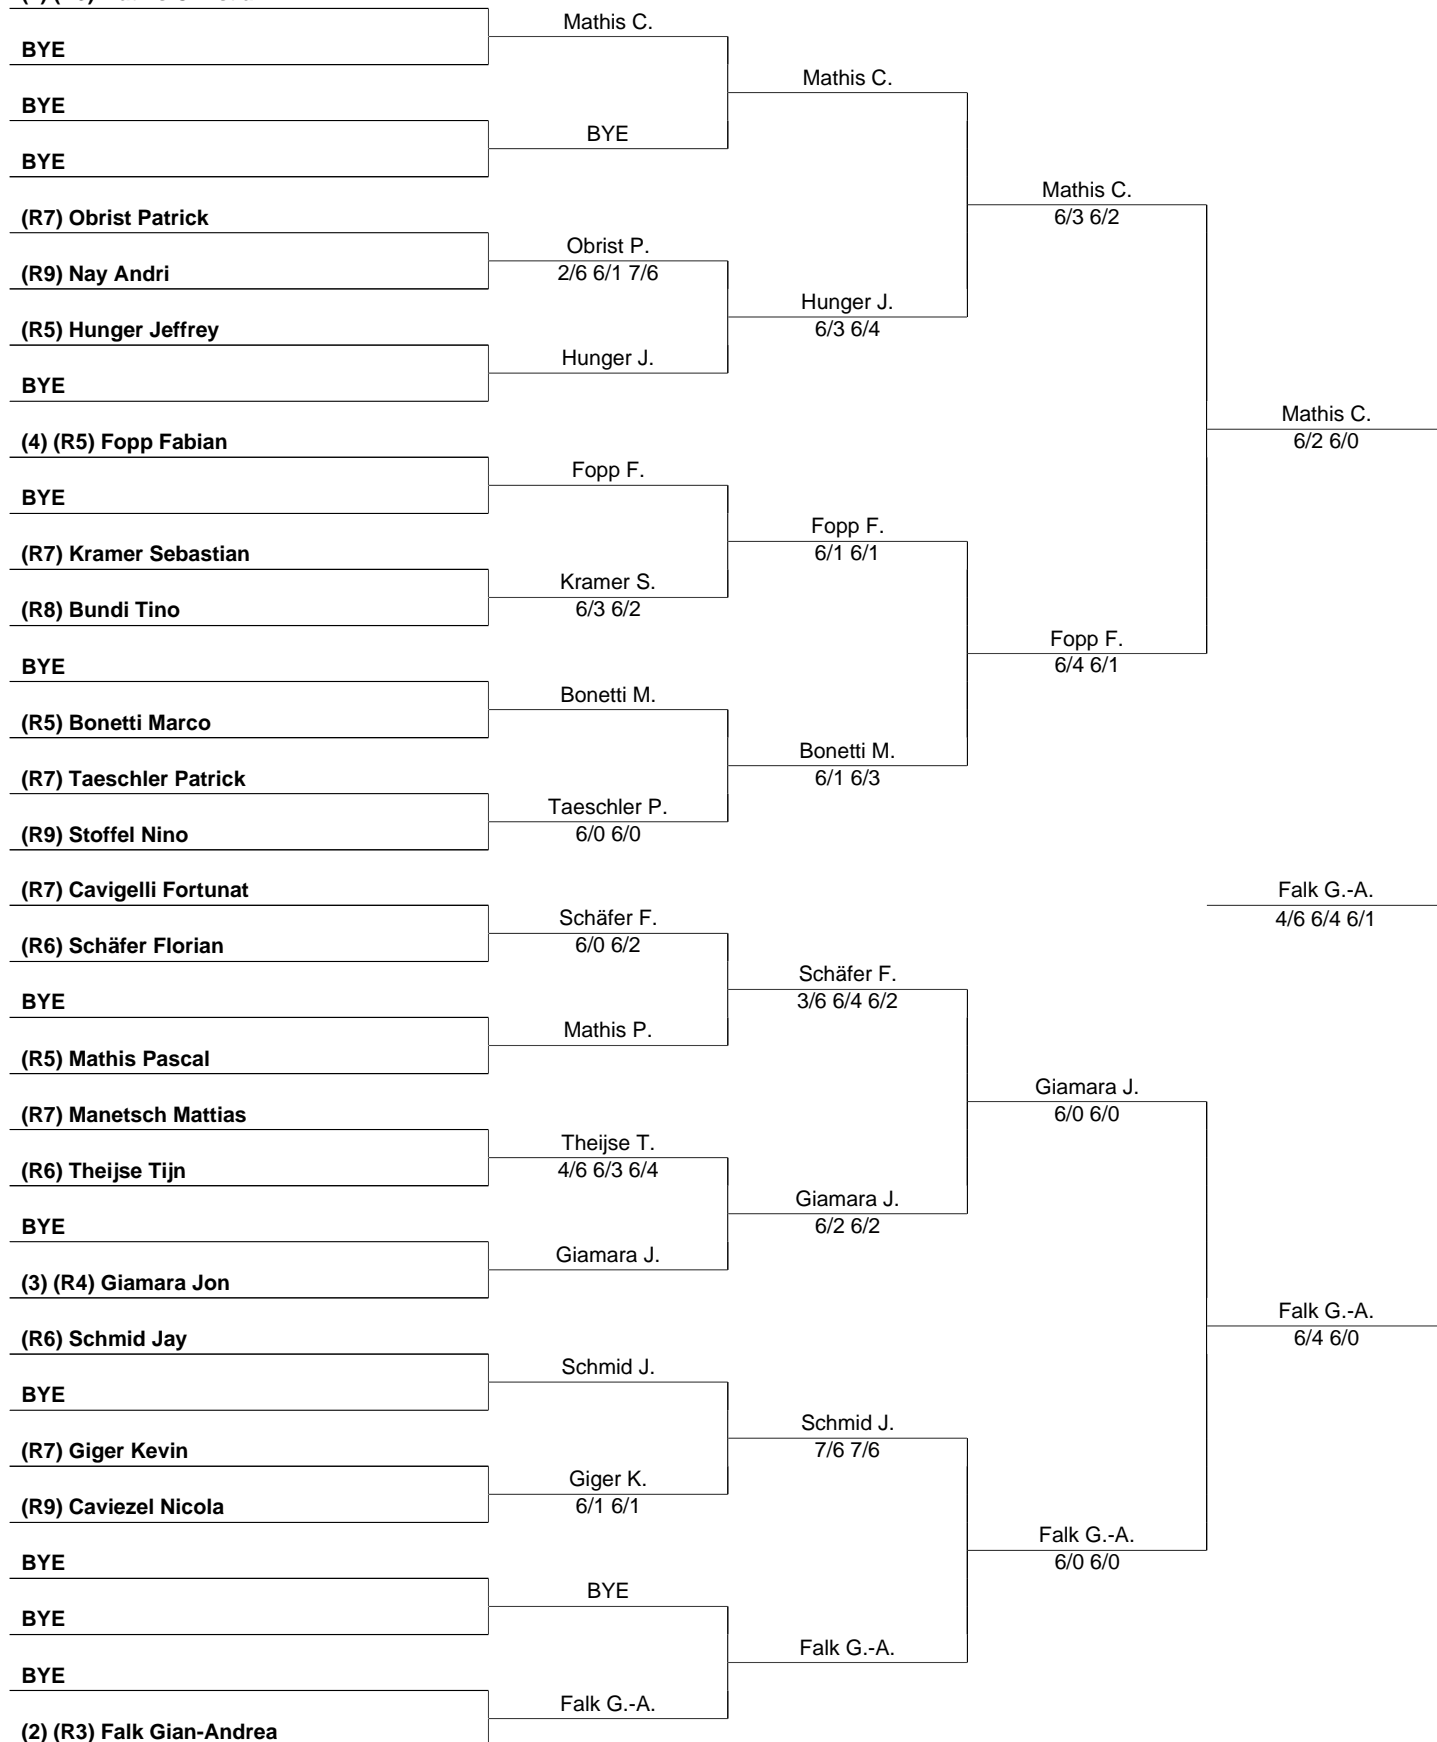 BYE
BYE
BYE
(R7) Obrist Patrick
(R9) Nay Andri
(R5) Hunger Jeffrey
BYE
(4) (R5) Fopp Fabian
BYE
(R7) Kramer Sebastian
(R8) Bundi Tino
BYE
(R5) Bonetti Marco
(R7) Taeschler Patrick
(R9) Stoffel Nino
(R7) Cavigelli Fortunat
(R6) Schäfer Florian
BYE
(R5) Mathis Pascal
(R7) Manetsch Mattias
(R6) Theijse Tijn
BYE
(3) (R4) Giamara Jon
(R6) Schmid Jay
BYE
(R7) Giger Kevin
(R9) Caviezel Nicola
BYE
BYE
BYE
(2) (R3) Falk Gian-Andrea
Mathis C.
BYE
Obrist P.
2/6 6/1 7/6
Hunger J.
Fopp F.
Kramer S.
6/3 6/2
Bonetti M.
Taeschler P.
6/0 6/0
Schäfer F.
6/0 6/2
Mathis P.
Theijse T.
4/6 6/3 6/4
Giamara J.
Schmid J.
Giger K.
6/1 6/1
BYE
Falk G.-A.
Mathis C.
Hunger J.
6/3 6/4
Fopp F.
6/1 6/1
Bonetti M.
6/1 6/3
Schäfer F.
3/6 6/4 6/2
Giamara J.
6/2 6/2
Schmid J.
7/6 7/6
Falk G.-A.
Mathis C.
6/3 6/2
Fopp F.
6/4 6/1
Giamara J.
6/0 6/0
Falk G.-A.
6/0 6/0
Mathis C.
6/2 6/0
Falk G.-A.
4/6 6/4 6/1
Falk G.-A.
6/4 6/0